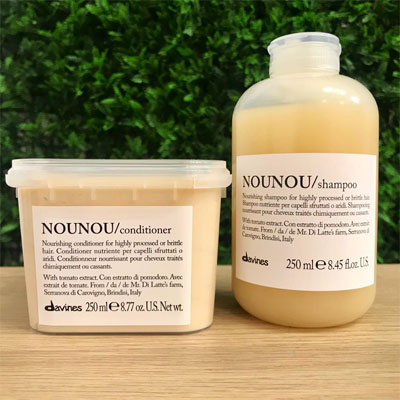 NOUNOU/conditioner
Nourishing conditioner for highly processed or brittle
hair. Conditioner nutriente per capelli sfruttati o
aridi. Conditionneur nourrissant pour cheveux traités
chimiquement ou cassants.
With tomato extract. Con estratto di pomodoro. Avec
extrait de tomate. From / da / de Mr. Di Latte's farm,
Serranova di Carovigno, Brindisi, Italy
davines 250 ml e 8.77 oz. U.S. Net wt.
NOUNOU/shampoo
Nourishing shampoo for highly processed or brittle hair.
Shampoo nutriente per capelli sfruttati o aridi. Shampooing
nourrissant pour cheveux traités chimiquement ou cassants.
With tomato extract. Con estratto di pomodoro. Avec extrait
de tomate. From / da / de Mr. Di Latte's farm, Serranova di
Carovigno, Brindisi, Italy
davines 250 ml e 8.45 fl.oz. U.S.